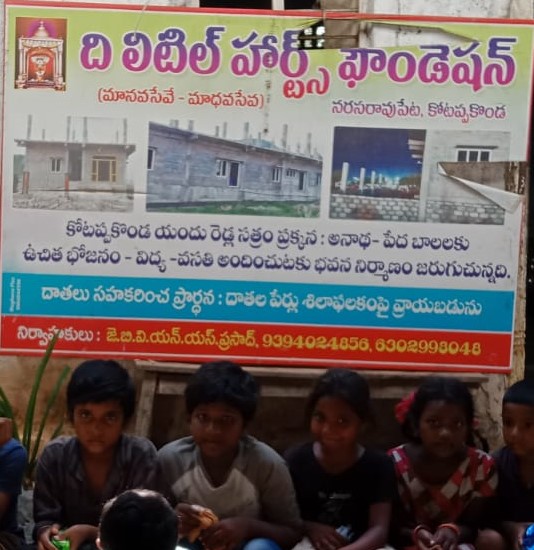 ది లిటిల్ హార్ట్స్ ఫౌండేషన్
(మానవసేవే - మాధవసేవ)
నరసరావుపేట, కోటప్పకొండ
కోటప్పకొండ యందు రెడ్ల సత్రం ప్రక్కన : అనాథ- పేద బాలలకు
ఉచిత భోజనం - విద్య -వసతి అందించుటకు భవన నిర్మాణం జరుగుచున్నది.
దాతలు సహకరించ ప్రార్థన : దాతల పేర్లు శిలాఫలకంపై వ్రాయబడును
నిర్వాహకులు : జె.బి.వి.యన్.యస్.ప్రసాద్, 9394024856, 6302998048